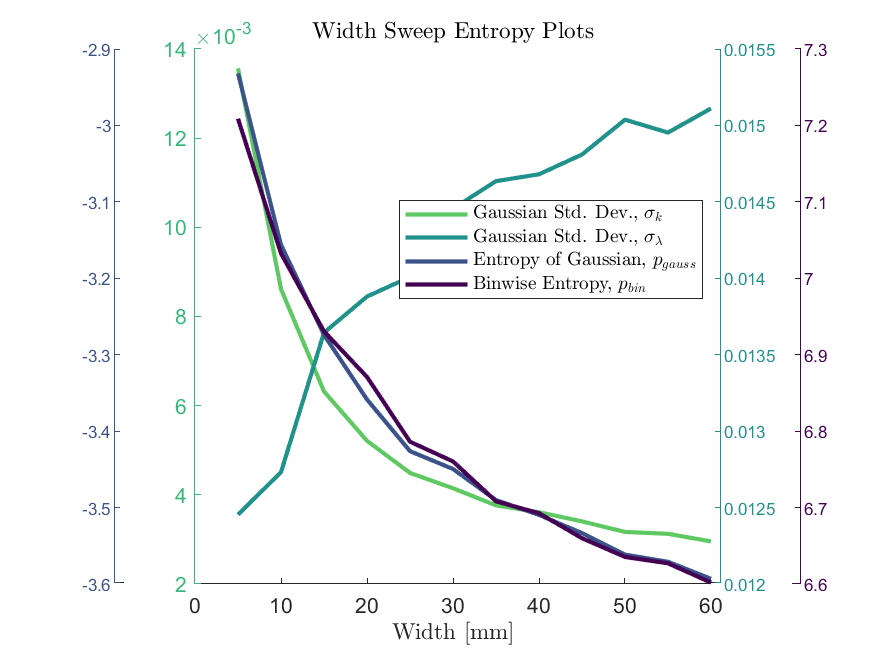 Width Sweep Entropy Plots
×10⁻³
-2.9 14 0.0155 7.3
-3 12 0.015 7.2
-3.1 10 0.0145 7.1
Gaussian Std. Dev., σₖ
Gaussian Std. Dev., σ_λ
Entropy of Gaussian, p_gauss
Binwise Entropy, p_bin
-3.2 8 0.014 7
-3.3 6 0.0135 6.9
-3.4 4 0.013 6.8
-3.5 0.0125 6.7
-3.6 2 0.012 6.6
0 10 20 30 40 50 60
Width [mm]